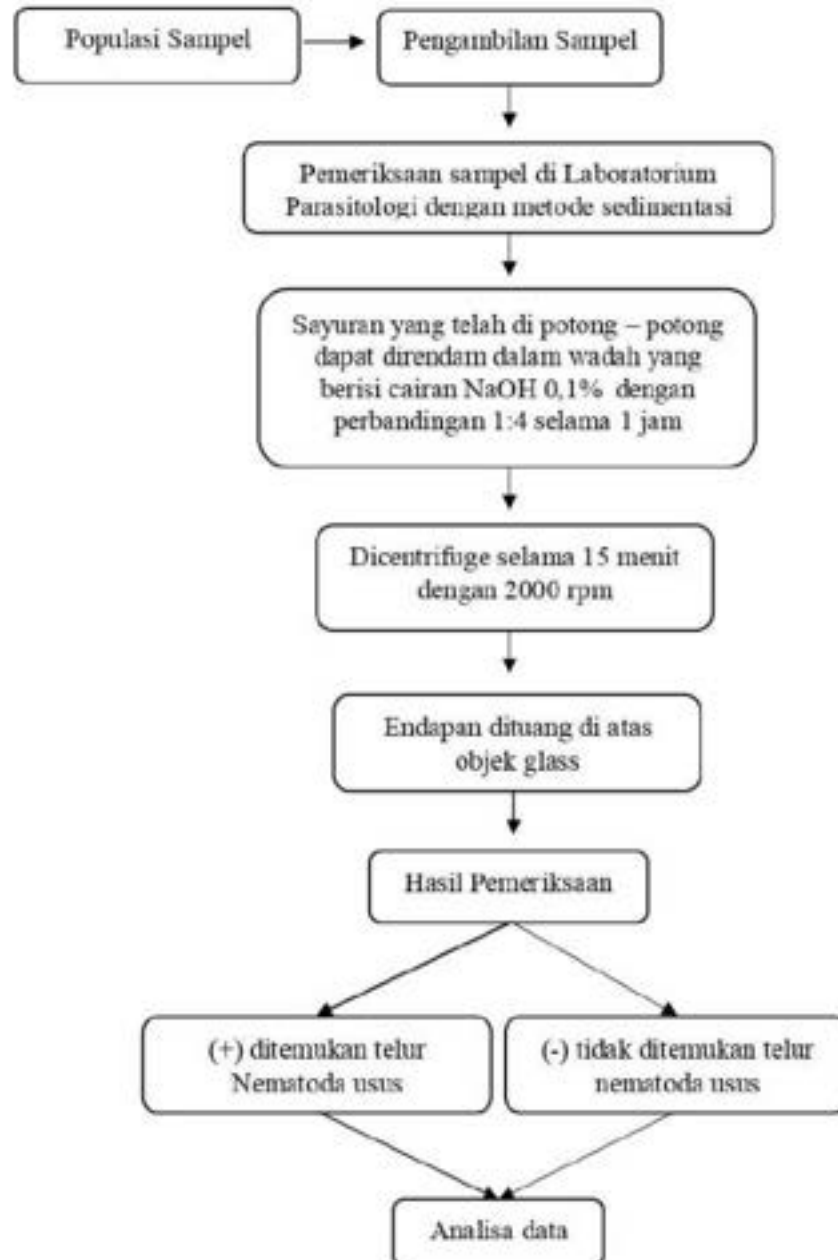 Populasi Sampel
Pengambilan Sampel
Pemeriksaan sampel di Laboratorium
Parasitologi dengan metode sedimentasi
Sayuran yang telah di potong – potong
dapat direndam dalam wadah yang
berisi cairan NaOH 0,1% dengan
perbandingan 1:4 selama 1 jam
Dicentrifuge selama 15 menit
dengan 2000 rpm
Endapan dituang di atas
objek glass
Hasil Pemeriksaan
(+) ditemukan telur
Nematoda usus
(-) tidak ditemukan telur
nematoda usus
Analisa data